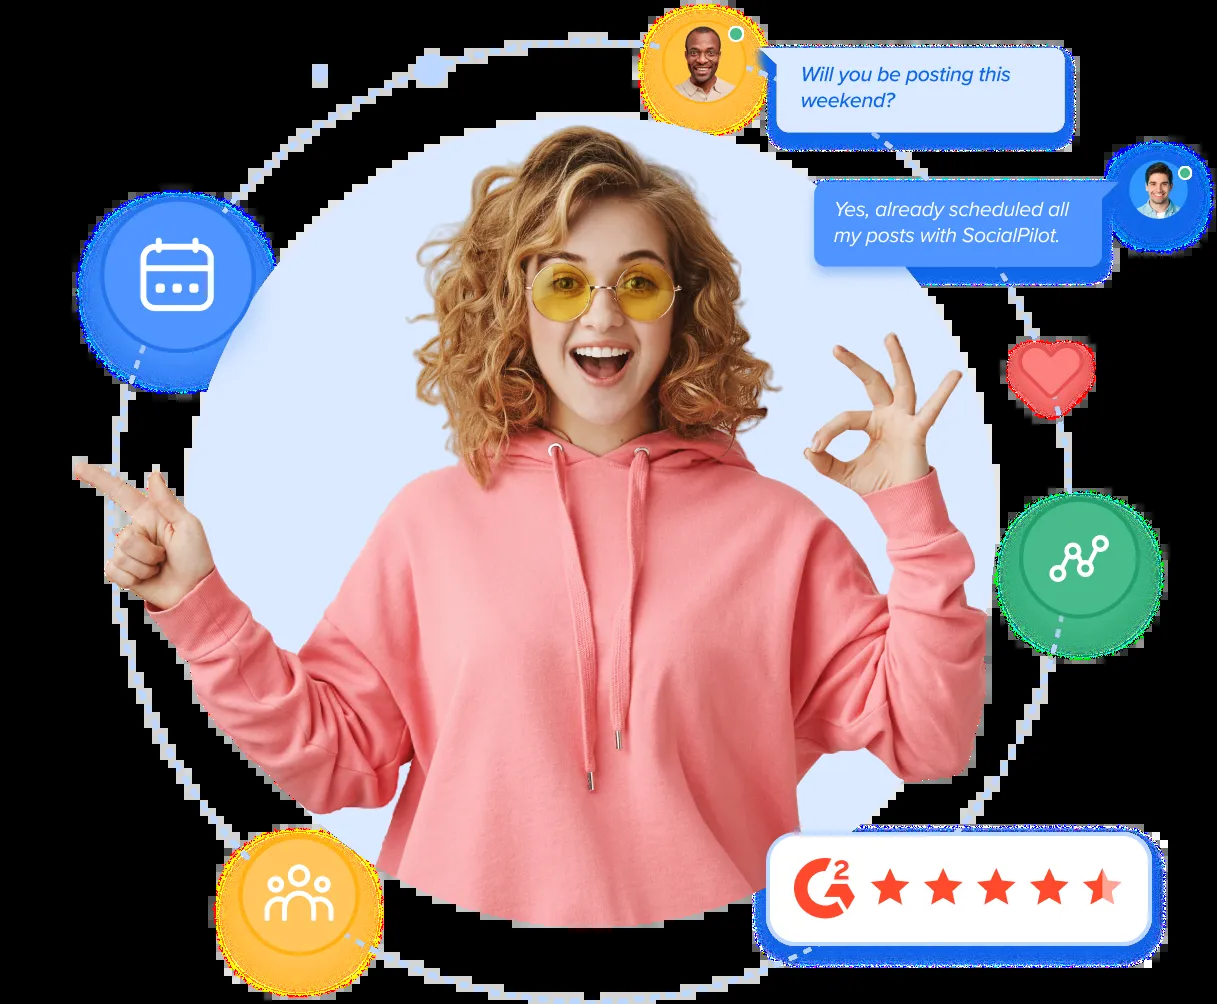 Will you be posting this
weekend?
Yes, already scheduled all
my posts with SocialPilot.
G2